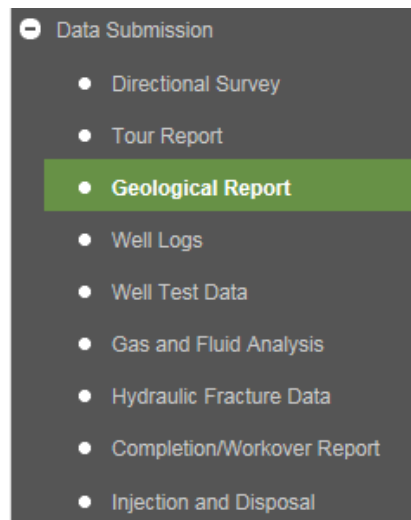 Data Submission
Directional Survey
Tour Report
Geological Report
Well Logs
Well Test Data
Gas and Fluid Analysis
Hydraulic Fracture Data
Completion/Workover Report
Injection and Disposal